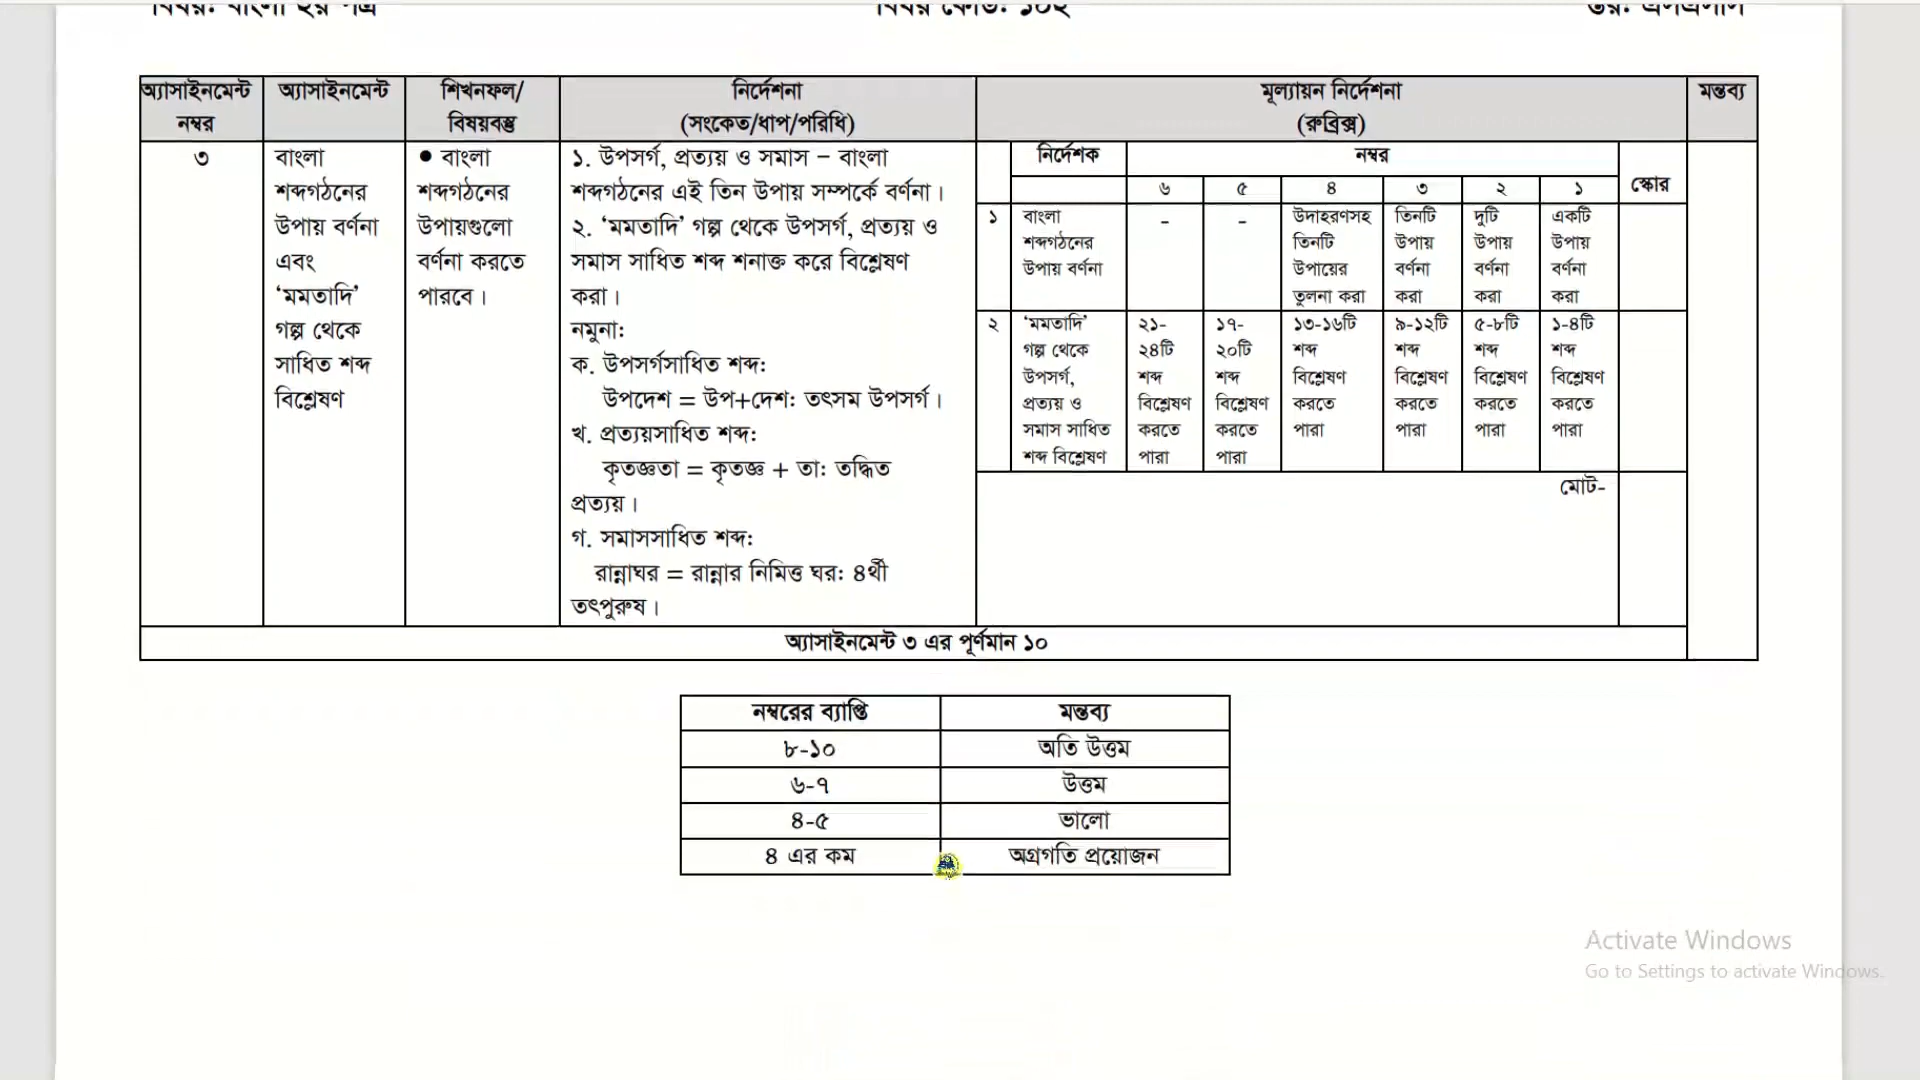 বিষয়: বাংলা ২য় পত্র
বিষয় কোড: ১০২
স্তর: এসএসসি
অ্যাসাইনমেন্ট নম্বর
অ্যাসাইনমেন্ট
শিখনফল/
বিষয়বস্তু
নির্দেশনা
(সংকেত/ধাপ/পরিধি)
মূল্যায়ন নির্দেশনা
(রুব্রিক্স)
মন্তব্য
৩
বাংলা
শব্দগঠনের
উপায় বর্ণনা
এবং
‘মমতাদি’
গল্প থেকে
সাধিত শব্দ
বিশ্লেষণ
● বাংলা
শব্দগঠনের
উপায়গুলো
বর্ণনা করতে
পারবে।
১. উপসর্গ, প্রত্যয় ও সমাস – বাংলা
শব্দগঠনের এই তিন উপায় সম্পর্কে বর্ণনা।
২. ‘মমতাদি’ গল্প থেকে উপসর্গ, প্রত্যয় ও
সমাস সাধিত শব্দ শনাক্ত করে বিশ্লেষণ
করা।
নমুনা:
ক. উপসর্গসাধিত শব্দ:
উপদেশ = উপ+দেশ: তৎসম উপসর্গ।
খ. প্রত্যয়সাধিত শব্দ:
কৃতজ্ঞতা = কৃতজ্ঞ + তা: তদ্ধিত
প্রত্যয়।
গ. সমাসসাধিত শব্দ:
রান্নাঘর = রান্নার নিমিত্ত ঘর: ৪র্থী
তৎপুরুষ।
নির্দেশক
নম্বর
স্কোর
৬ ৫ ৪ ৩ ২ ১
১
বাংলা
শব্দগঠনের
উপায় বর্ণনা
-
-
উদাহরণসহ
তিনটি
উপায়ের
তুলনা করা
তিনটি
উপায়
বর্ণনা
করা
দুটি
উপায়
বর্ণনা
করা
একটি
উপায়
বর্ণনা
করা
২
‘মমতাদি’
গল্প থেকে
উপসর্গ,
প্রত্যয় ও
সমাস সাধিত
শব্দ বিশ্লেষণ
২১-
২৪টি
শব্দ
বিশ্লেষণ
করতে
পারা
১৭-
২০টি
শব্দ
বিশ্লেষণ
করতে
পারা
১৩-১৬টি
শব্দ
বিশ্লেষণ
করতে
পারা
৯-১২টি
শব্দ
বিশ্লেষণ
করতে
পারা
৫-৮টি
শব্দ
বিশ্লেষণ
করতে
পারা
১-৪টি
শব্দ
বিশ্লেষণ
করতে
পারা
মোট-
অ্যাসাইনমেন্ট ৩ এর পূর্ণমান ১০
নম্বরের ব্যাপ্তি মন্তব্য
৮-১০ অতি উত্তম
৬-৭ উত্তম
৪-৫ ভালো
৪ এর কম অগ্রগতি প্রয়োজন
Activate Windows
Go to Settings to activate Windows.